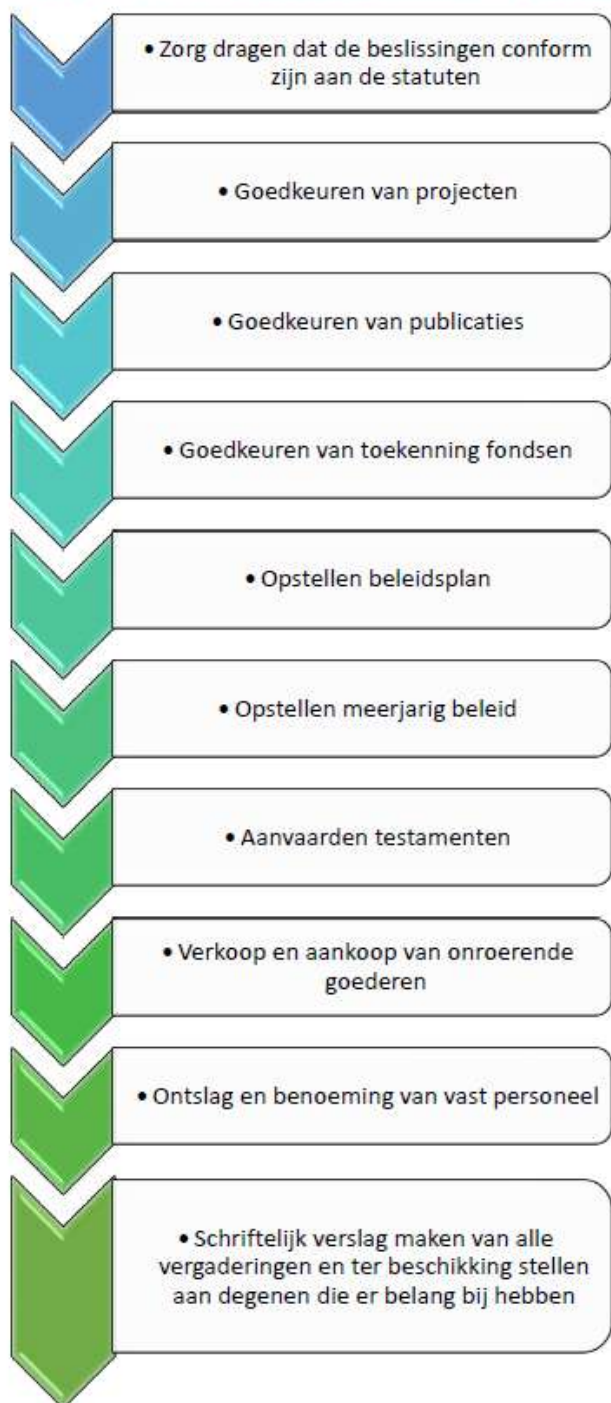 • Zorg dragen dat de beslissingen conform
zijn aan de statuten
• Goedkeuren van projecten
• Goedkeuren van publicaties
• Goedkeuren van toekenning fondsen
• Opstellen beleidsplan
• Opstellen meerjarig beleid
• Aanvaarden testamenten
• Verkoop en aankoop van onroerende
goederen
• Ontslag en benoeming van vast personeel
• Schriftelijk verslag maken van alle
vergaderingen en ter beschikking stellen
aan degenen die er belang bij hebben